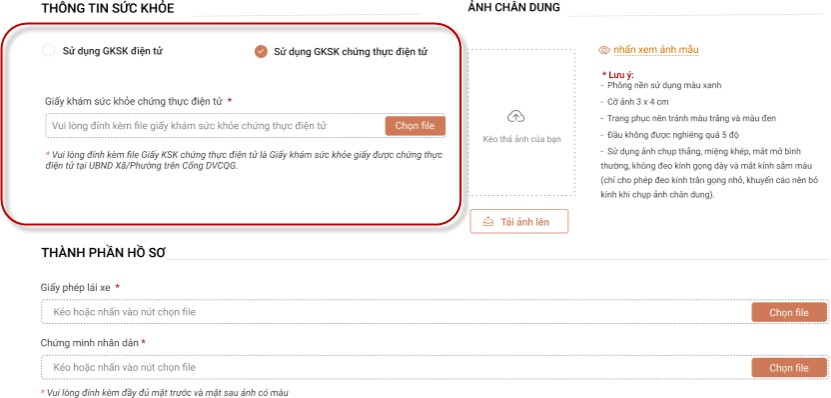 THÔNG TIN SỨC KHỎE
Sử dụng GKSK điện tử
Sử dụng GKSK chứng thực điện tử
Giấy khám sức khỏe chứng thực điện tử *
Vui lòng đính kèm file giấy khám sức khỏe chứng thực điện tử
Chọn file
* Vui lòng đính kèm file Giấy KSK chứng thực điện tử là Giấy khám sức khỏe giấy được chứng thực
điện tử tại UBND Xã/Phường trên Cổng DVCQG.
ẢNH CHÂN DUNG
Kéo thả ảnh của bạn
Tải ảnh lên
nhấn xem ảnh mẫu
* Lưu ý:
- Phông nền sử dụng màu xanh
- Cỡ ảnh 3 x 4 cm
- Trang phục nên tránh màu trắng và màu đen
- Đầu không được nghiêng quá 5 độ
- Sử dụng ảnh chụp thẳng, miệng khép, mắt mở bình
thường, không đeo kính gọng dày và mắt kính sẫm màu
(chỉ cho phép đeo kính trăn gọng nhỏ, khuyến cáo nên bỏ
kính khi chụp ảnh chân dung).
THÀNH PHẦN HỒ SƠ
Giấy phép lái xe *
Kéo hoặc nhấn vào nút chọn file
Chọn file
Chứng minh nhân dân *
Kéo hoặc nhấn vào nút chọn file
Chọn file
* Vui lòng đính kèm đầy đủ mặt trước và mặt sau ảnh có màu